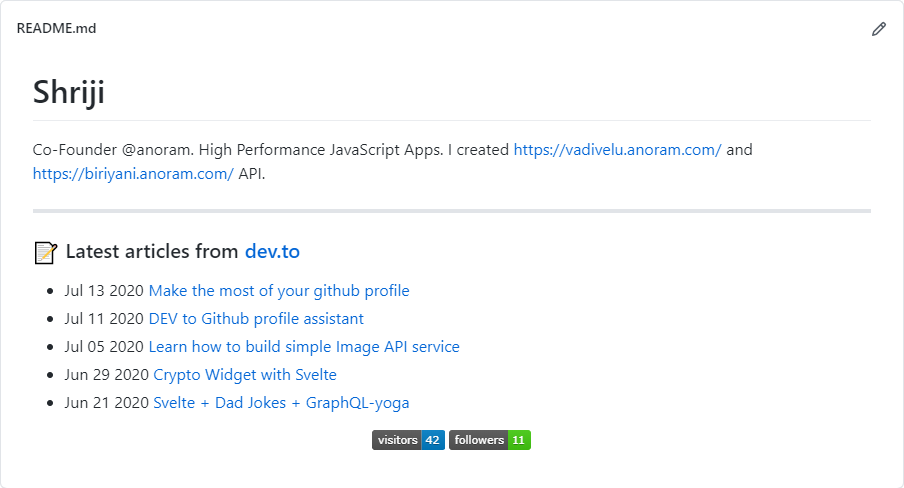 README.md
Shriji
Co-Founder @anoram. High Performance JavaScript Apps. I created https://vadivelu.anoram.com/ and
https://biriyani.anoram.com/ API.
Latest articles from dev.to
Jul 13 2020 Make the most of your github profile
Jul 11 2020 DEV to Github profile assistant
Jul 05 2020 Learn how to build simple Image API service
Jun 29 2020 Crypto Widget with Svelte
Jun 21 2020 Svelte + Dad Jokes + GraphQL-yoga
visitors 42 followers 11